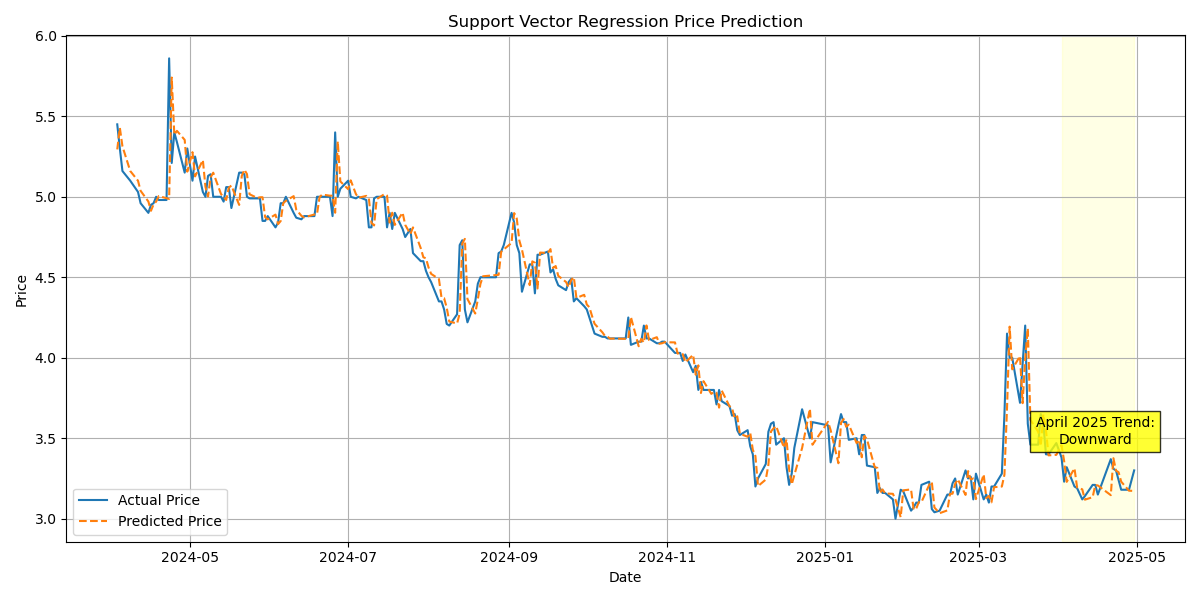 Support Vector Regression Price Prediction
6.0
5.5
5.0
4.5
4.0
3.5
3.0
Price
April 2025 Trend:
Downward
Actual Price
Predicted Price
2024-05
2024-07
2024-09
2024-11
2025-01
2025-03
2025-05
Date